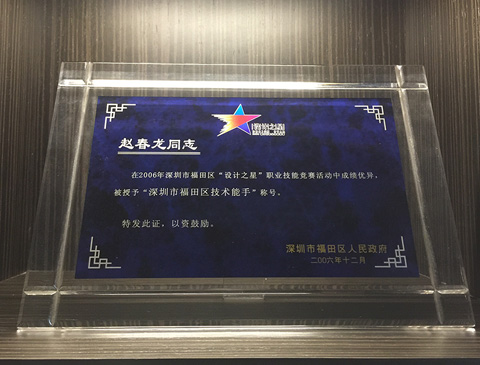 赵春龙同志
在2006年深圳市福田区“设计之星”职业技能竞赛活动中成绩优异,
被授予“深圳市福田区技术能手”称号。
特发此证,以资鼓励。
深圳市福田区人民政府
二00六年十二月